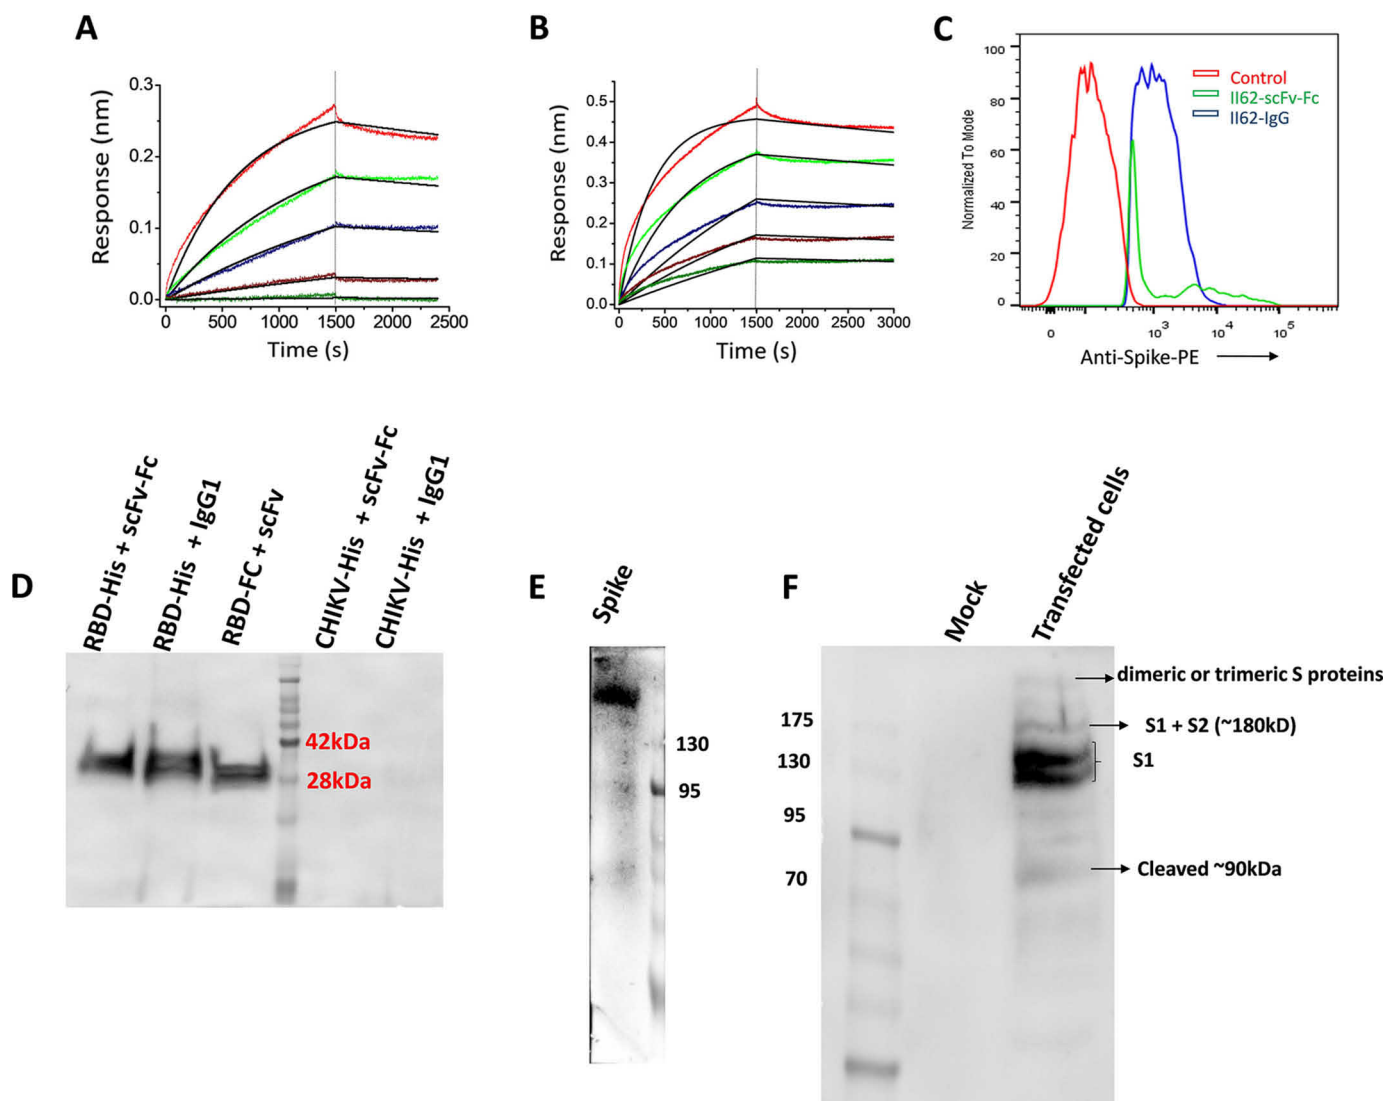 A
Response (nm)
0.3
0.2
0.1
0.0
0 500 1000 1500 2000 2500
Time (s)
B
Response (nm)
0.5
0.4
0.3
0.2
0.1
0.0
0 500 1000 1500 2000 2500 3000
Time (s)
C
Normalized To Mode
100
80
60
40
20
0
0 10³ 10⁴ 10⁵
Anti-Spike-PE
Control
II62-scFv-Fc
II62-IgG
D
RBD-His + scFv-Fc
RBD-His + IgG1
RBD-FC + scFv
CHIKV-His + scFv-Fc
CHIKV-His + IgG1
42kDa
28kDa
E
Spike
130
95
F
Mock
Transfected cells
175
130
95
70
dimeric or trimeric S proteins
S1 + S2 (~180kD)
S1
Cleaved ~90kDa